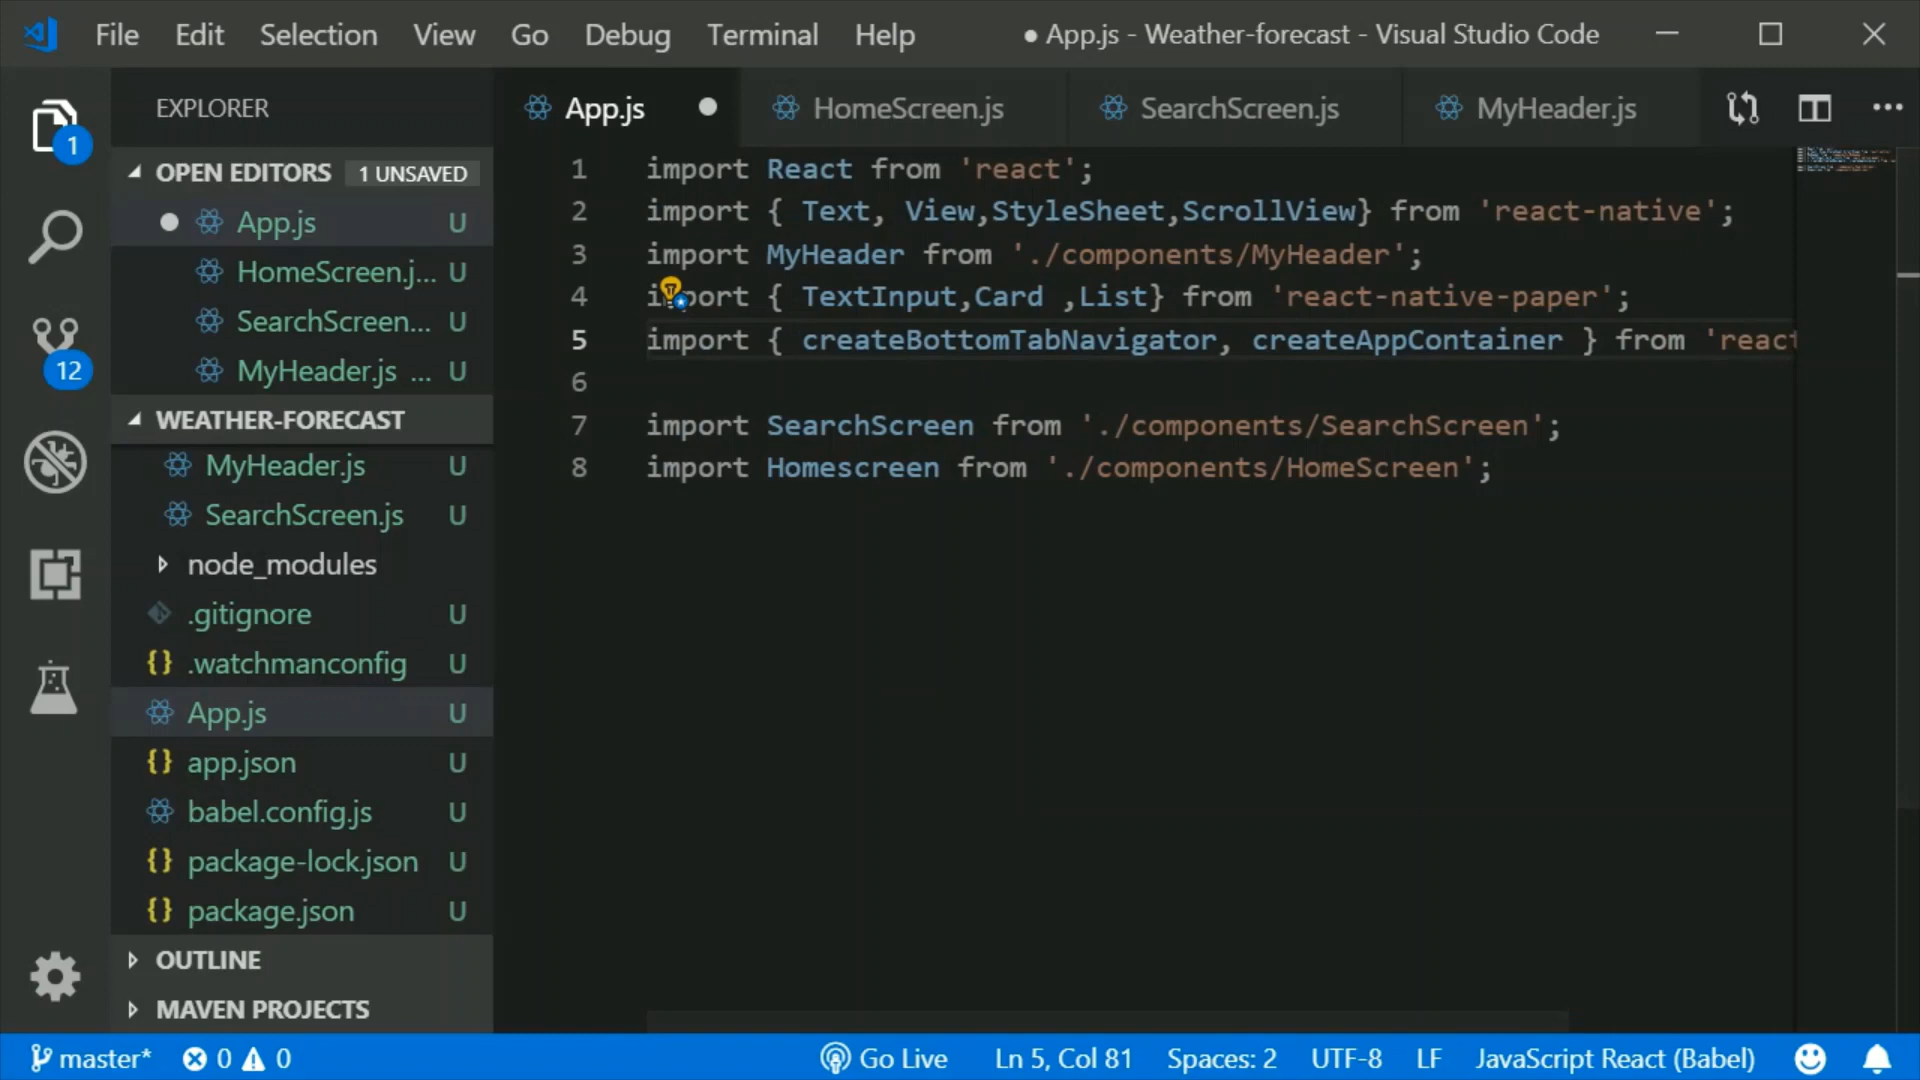 File Edit Selection View Go Debug Terminal Help ● App.js - Weather-forecast - Visual Studio Code
EXPLORER
App.js HomeScreen.js SearchScreen.js MyHeader.js
1
12
OPEN EDITORS 1 UNSAVED
App.js U
HomeScreen.j... U
SearchScreen... U
MyHeader.js ... U
WEATHER-FORECAST
MyHeader.js U
SearchScreen.js U
node_modules
.gitignore U
{} .watchmanconfig U
App.js U
{} app.json U
babel.config.js U
{} package-lock.json U
{} package.json U
OUTLINE
MAVEN PROJECTS
1 import React from 'react';
2 import { Text, View,StyleSheet,ScrollView} from 'react-native';
3 import MyHeader from './components/MyHeader';
4 import { TextInput,Card ,List} from 'react-native-paper';
5 import { createBottomTabNavigator, createAppContainer } from 'react
6
7 import SearchScreen from './components/SearchScreen';
8 import Homescreen from './components/HomeScreen';
master* 0 0 Go Live Ln 5, Col 81 Spaces: 2 UTF-8 LF JavaScript React (Babel)